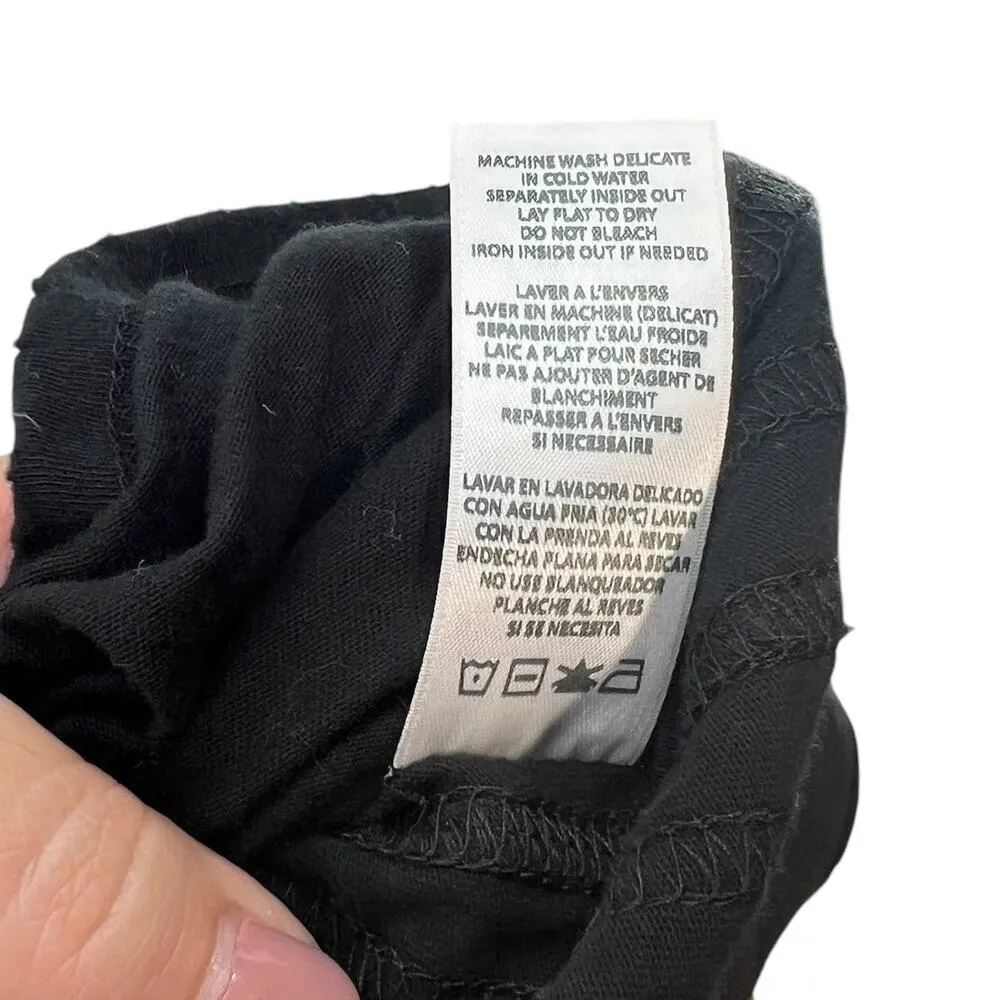 MACHINE WASH DELICATE
IN COLD WATER
SEPARATELY INSIDE OUT
LAY FLAT TO DRY
DO NOT BLEACH
IRON INSIDE OUT IF NEEDED
LAVER A L'ENVERS
LAVER EN MACHINE (DELICAT)
SEPAREMENT L'EAU FROIDE
LAIC A PLAT POUR SECHER
NE PAS AJOUTER D'AGENT DE
BLANCHIMENT
REPASSER A L'ENVERS
SI NECESSAIRE
LAVAR EN LAVADORA DELICADO
CON AGUA FRIA (30°C) LAVAR
CON LA PRENDA AL REVES
ENDECHA PLANA PARA SECAR
NO USE BLANQUEADOR
PLANCHE AL REVES
SI SE NECESITA